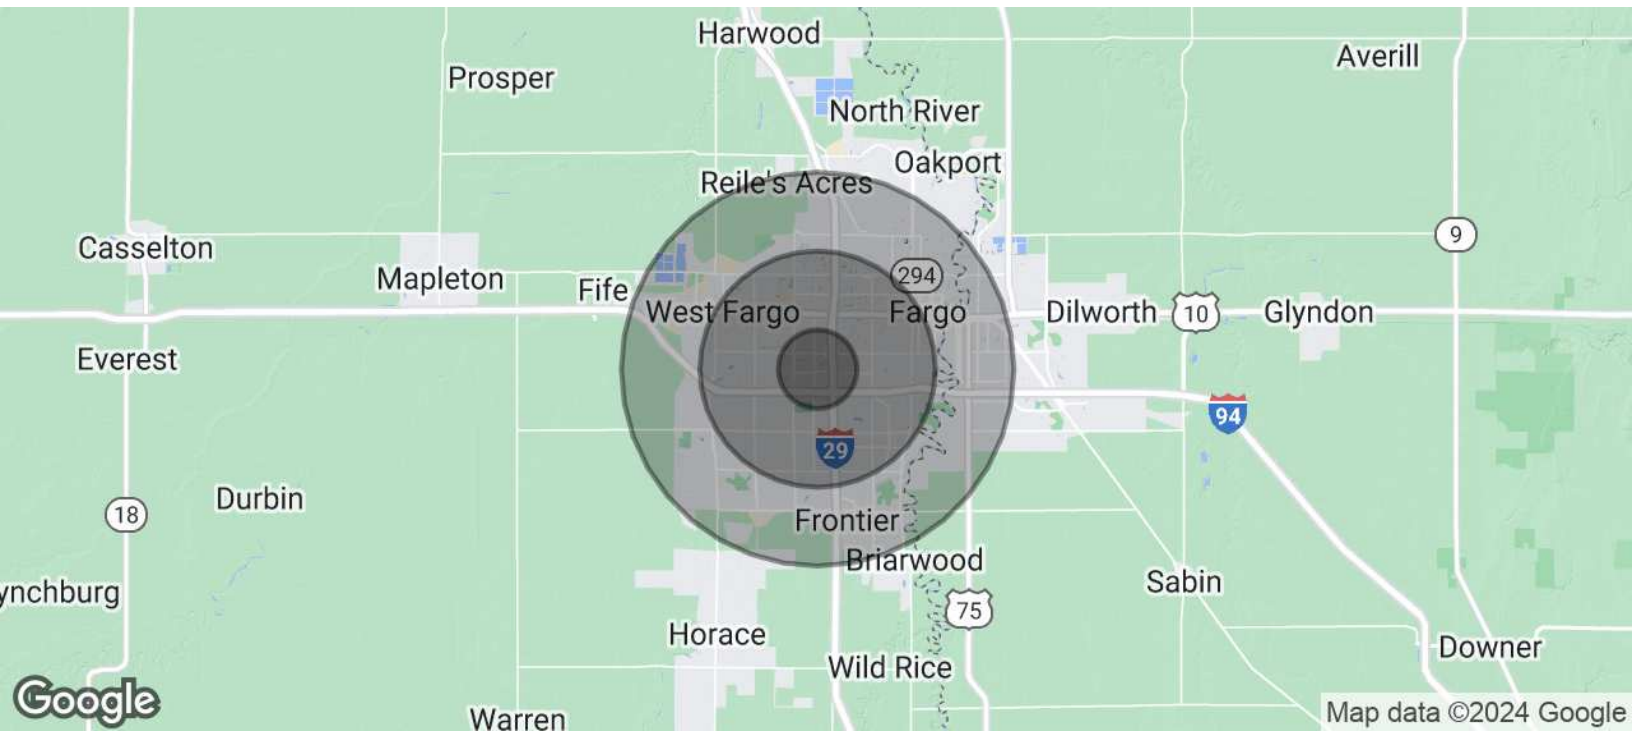 Harwood
Averill
Prosper
North River
Oakport
Reile's Acres
9
Casselton
294
Mapleton
Fife
West Fargo
Fargo
Dilworth
10
Glyndon
Everest
94
29
Durbin
18
Frontier
Briarwood
Sabin
ynchburg
75
Horace
Downer
Wild Rice
Google
Warren
Map data ©2024 Google